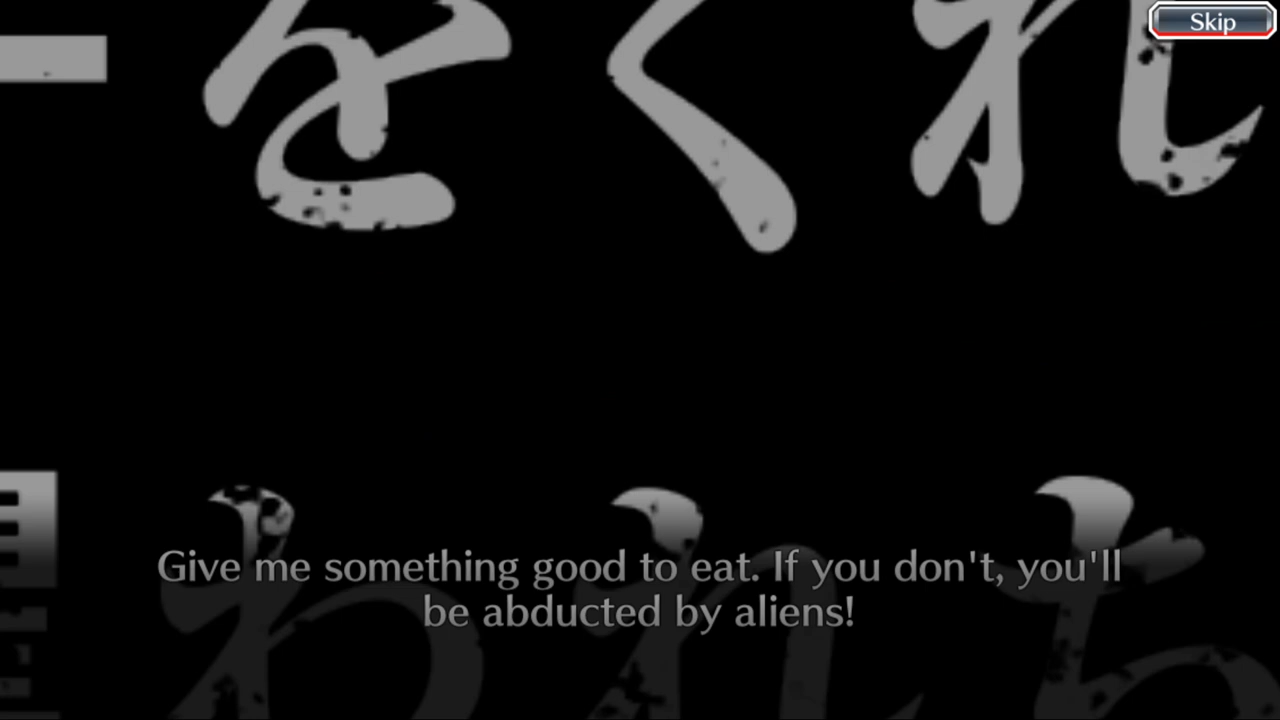 Skip
ーをくれ
われち
Give me something good to eat. If you don't, you'll
be abducted by aliens!